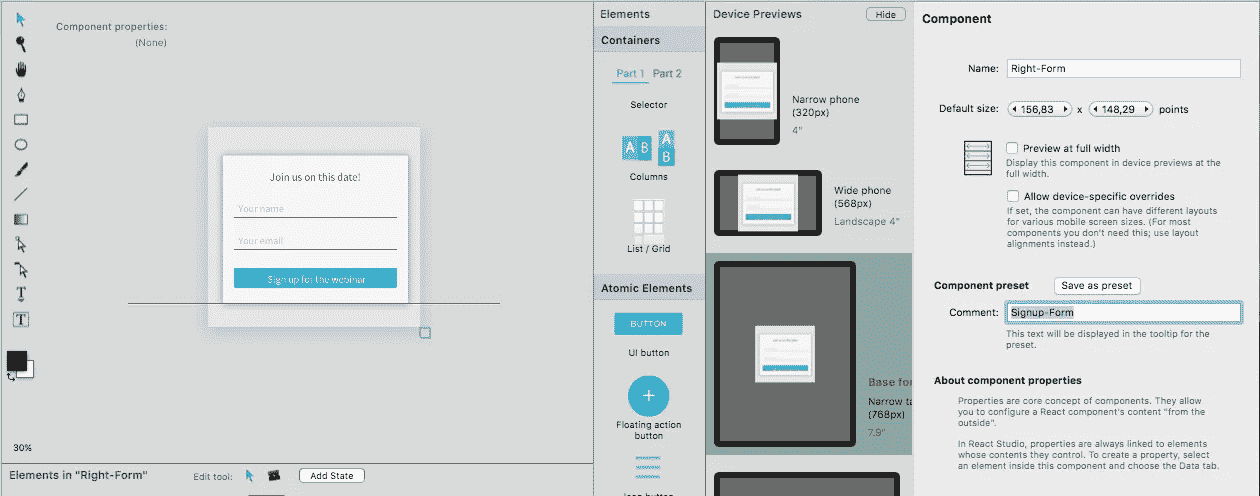 Component properties:
(None)
Join us on this date!
Your name
Your email
Sign up for the webinar
30%
Elements in "Right-Form"
Edit tool:
Add State
Elements
Containers
Part 1 Part 2
Selector
A B A B
Columns
List / Grid
Atomic Elements
BUTTON
UI button
+
Floating action
button
Device Previews
Hide
Narrow phone
(320px)
4"
Wide phone
(568px)
Landscape 4"
Base for
Narrow ta
(768px)
7.9"
Component
Name: Right-Form
Default size: 156,83 x 148,29 points
Preview at full width
Display this component in device previews at the
full width.
Allow device-specific overrides
If set, the component can have different layouts
for various mobile screen sizes. (For most
components you don't need this; use layout
alignments instead.)
Component preset Save as preset
Comment: Signup-Form
This text will be displayed in the tooltip for the
preset.
About component properties
Properties are core concept of components. They allow
you to configure a React component's content "from the
outside".
In React Studio, properties are always linked to elements
whose contents they control. To create a property, select
an element inside this component and choose the Data tab.